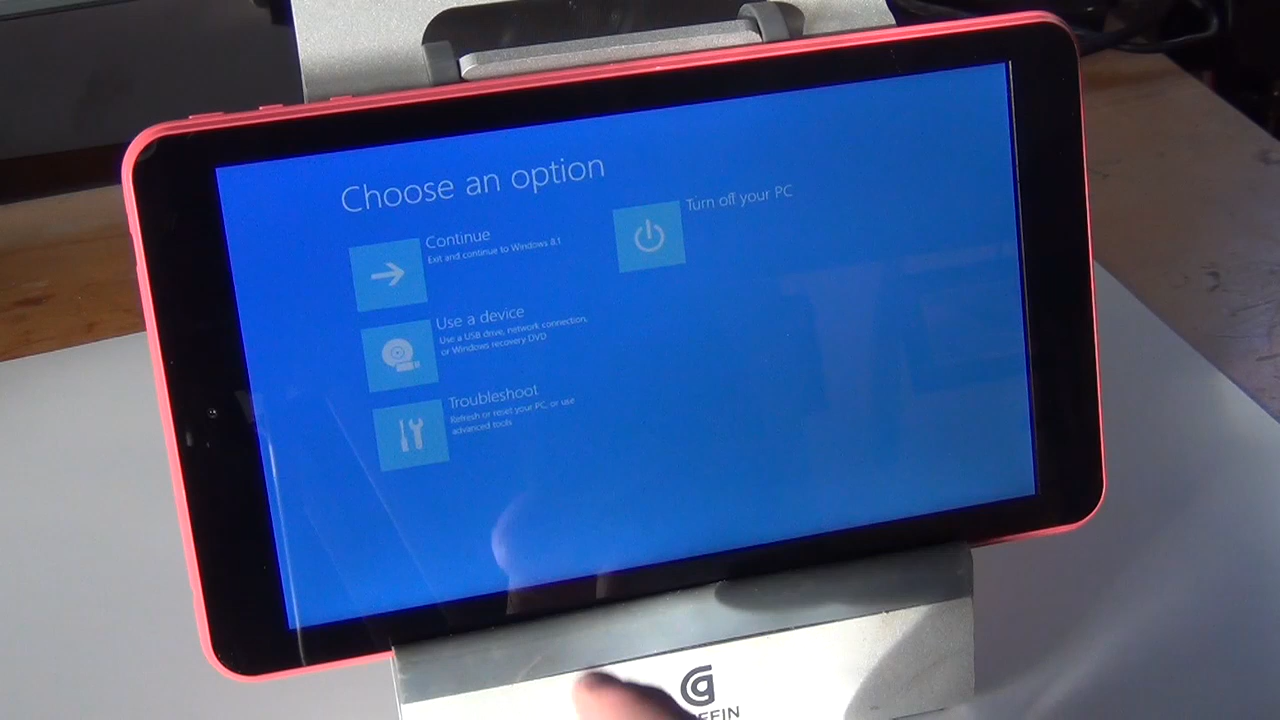 Choose an option
Continue
Exit and continue to Windows 8.1
Use a device
Use a USB drive, network connection,
or Windows recovery DVD
Troubleshoot
Refresh or reset your PC, or use
advanced tools
Turn off your PC